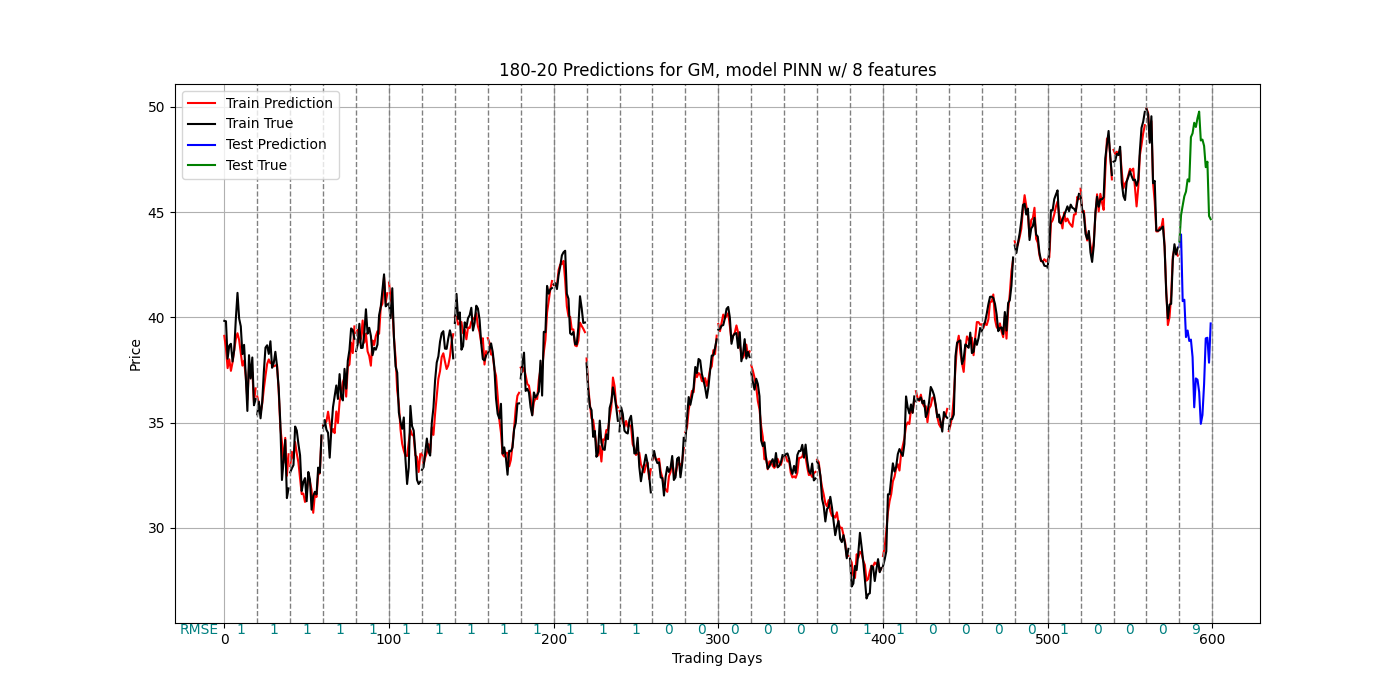 180-20 Predictions for GM, model PINN w/ 8 features
Train Prediction
Train True
Test Prediction
Test True
50
45
40
35
30
Price
RMSE 1 1 1 1 1 1 1 1 1 1 1 1 1 0 0 0 0 0 0 1 1 0 0 0 0 1 0 0 0 9
0 100 200 300 400 500 600
Trading Days